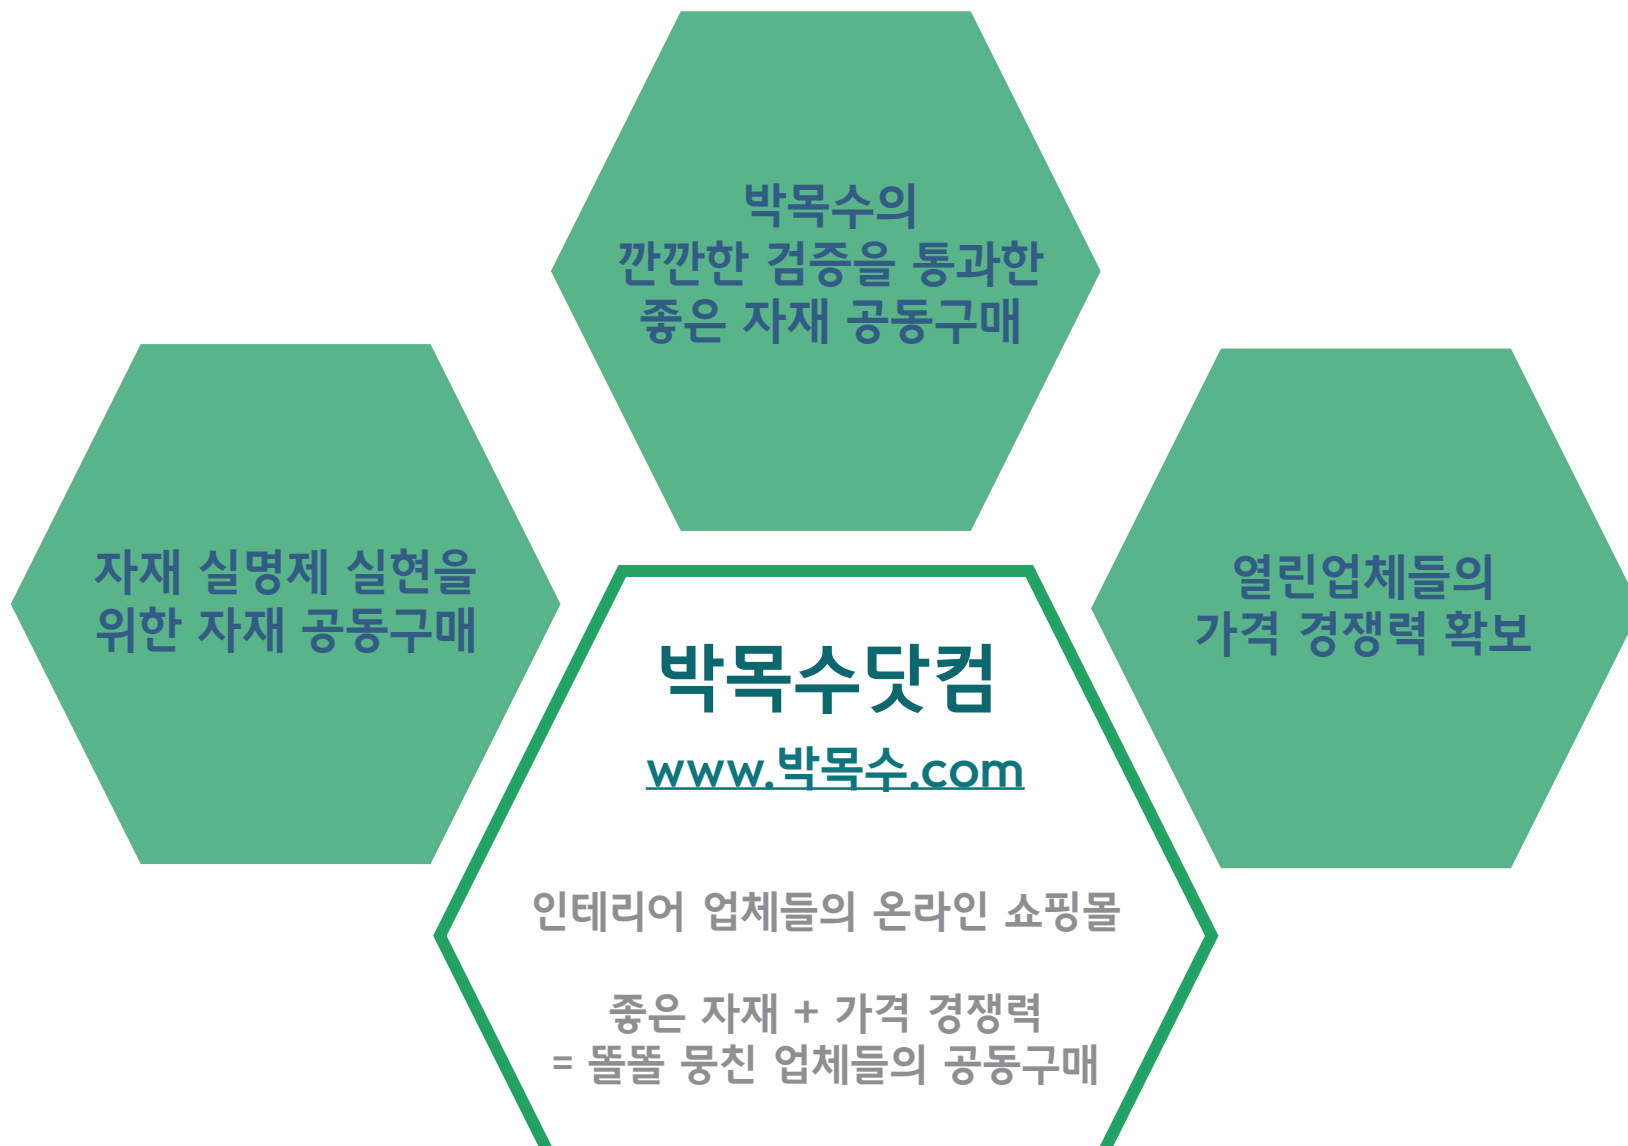 박목수의
깐깐한 검증을 통과한
좋은 자재 공동구매
자재 실명제 실현을
위한 자재 공동구매
열린업체들의
가격 경쟁력 확보
박목수닷컴
www.박목수.com
인테리어 업체들의 온라인 쇼핑몰
좋은 자재 + 가격 경쟁력
= 똘똘 뭉친 업체들의 공동구매